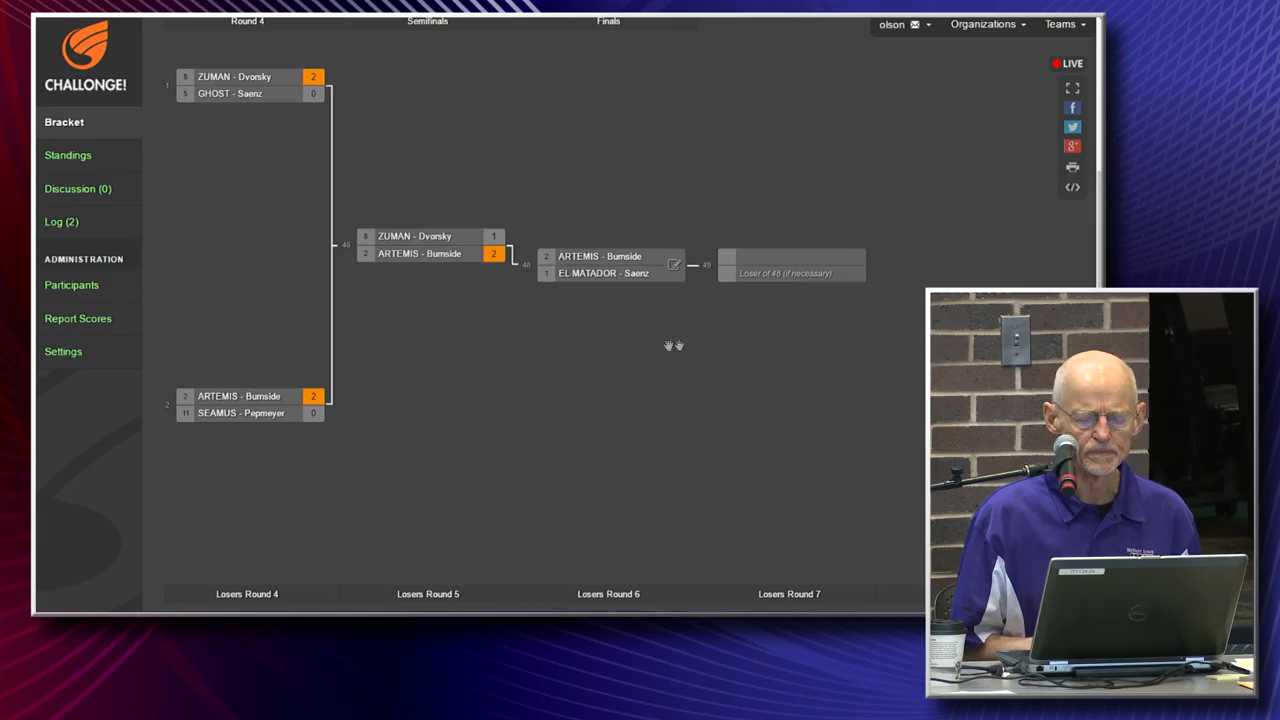 Round 4
Semifinals
Finals
olson
Organizations
Teams
CHALLONGE!
LIVE
Bracket
Standings
Discussion (0)
Log (2)
ADMINISTRATION
Participants
Report Scores
Settings
1
8 ZUMAN - Dvorsky 2
5 GHOST - Saenz 0
46
8 ZUMAN - Dvorsky 1
2 ARTEMIS - Burnside 2
48
2 ARTEMIS - Burnside
1 EL MATADOR - Saenz
49
Loser of 48 (if necessary)
2
2 ARTEMIS - Burnside 2
11 SEAMUS - Pepmeyer 0
Losers Round 4
Losers Round 5
Losers Round 6
Losers Round 7
f
g+
</>
DELL